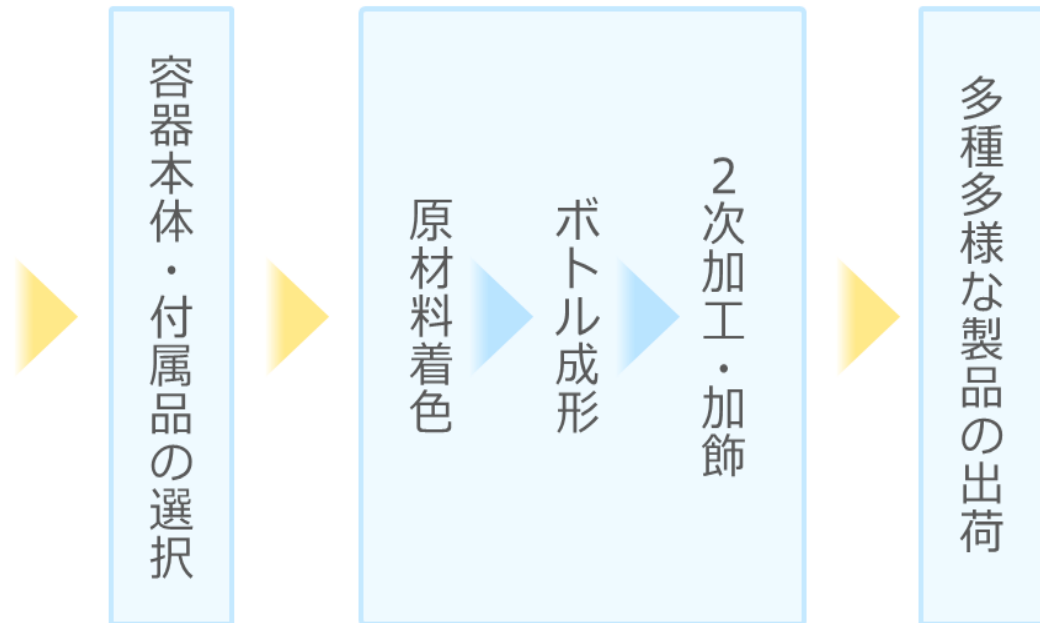 容器本体・付属品の選択
原材料着色
ボトル成形
2次加工・加飾
多種多様な製品の出荷